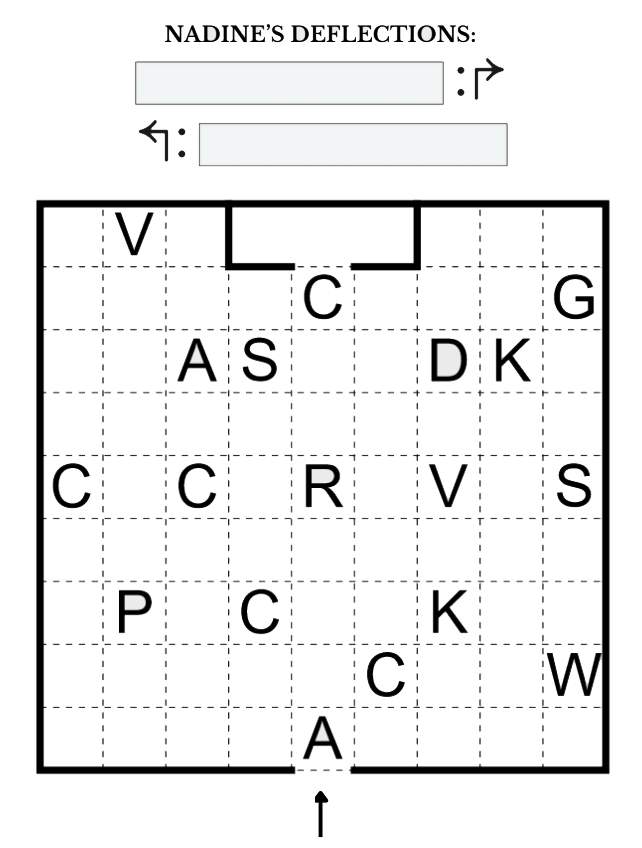 NADINE’S DEFLECTIONS:
:
:
V
C G
A S D K
C C R V S
P C K
C W
A